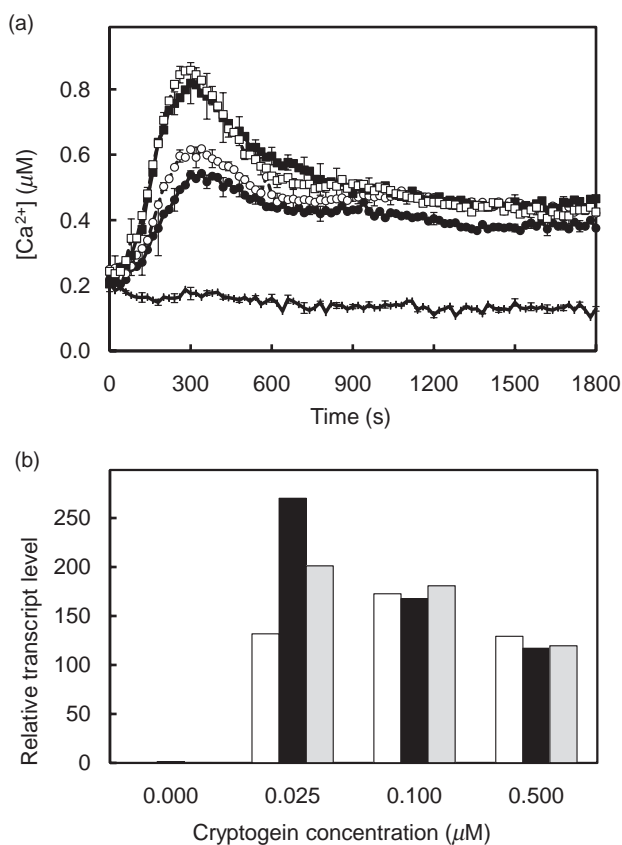 (a)
0.8
0.6
0.4
0.2
0.0
[Ca2+] (μM)
0 300 600 900 1200 1500 1800
Time (s)
(b)
250
200
150
100
50
0
Relative transcript level
0.000 0.025 0.100 0.500
Cryptogein concentration (μM)